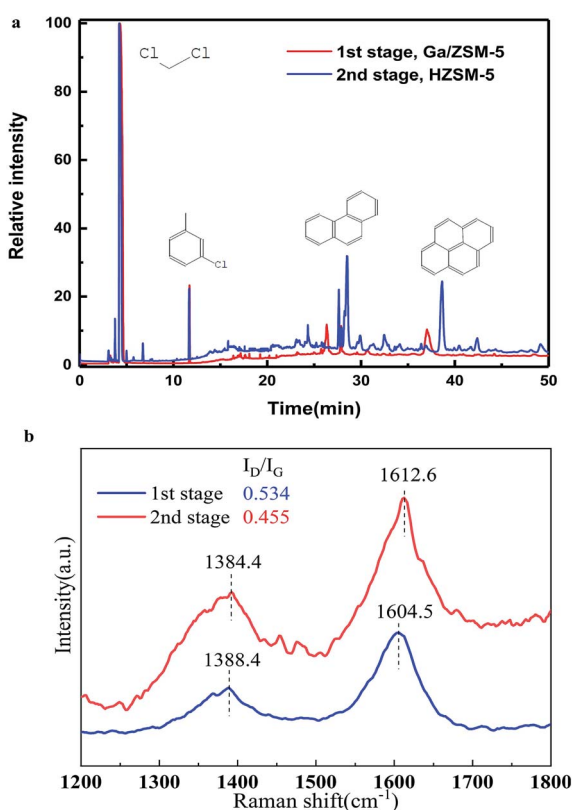 a
Cl Cl
1st stage, Ga/ZSM-5
2nd stage, HZSM-5
Relative intensity
100
80
60
40
20
0
Cl
0 10 20 30 40 50
Time(min)
b
I_D/I_G
1st stage 0.534
2nd stage 0.455
1612.6
1384.4
1604.5
1388.4
Intensity(a.u.)
1200 1300 1400 1500 1600 1700 1800
Raman shift(cm⁻¹)